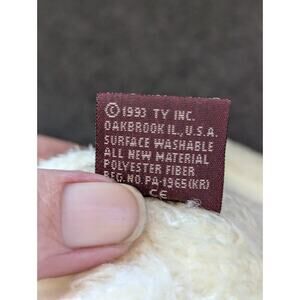 © 1993 TY INC.
OAKBROOK IL., U.S.A.
SURFACE WASHABLE
ALL NEW MATERIAL
POLYESTER FIBER
REG. NO. PA-1965(KR)
CE